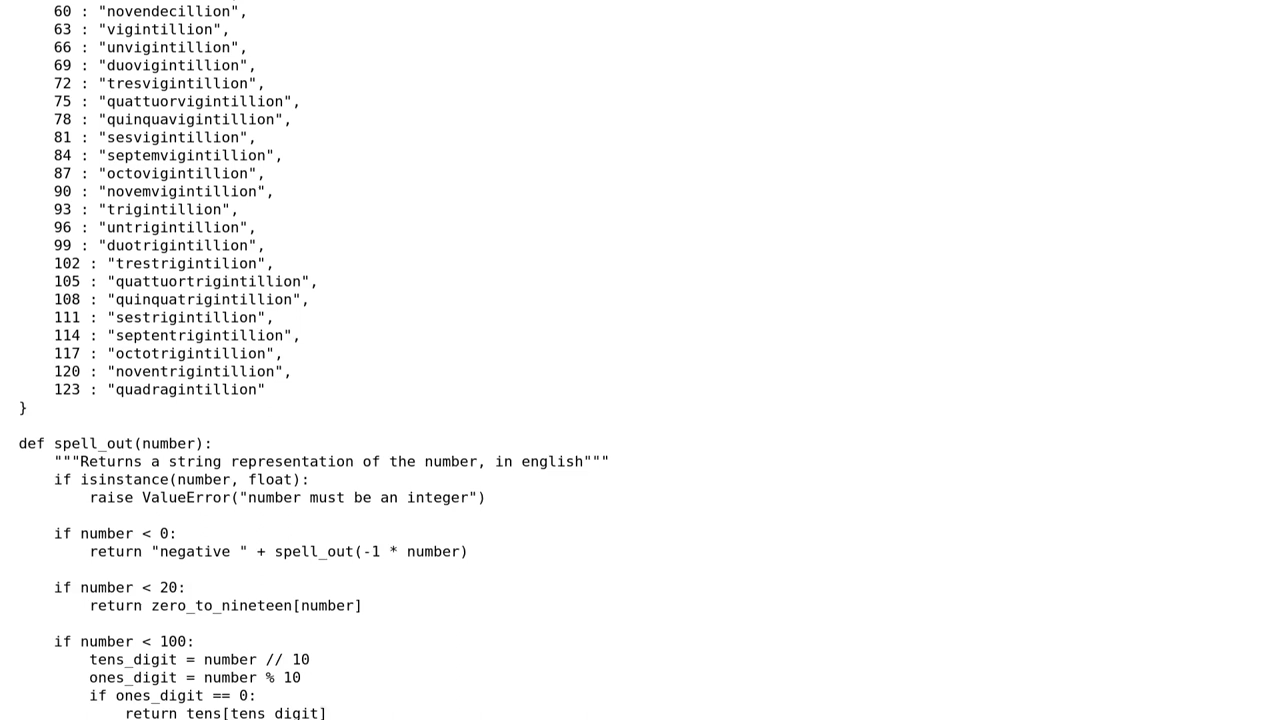 60 : "novendecillion",
    63 : "vigintillion",
    66 : "unvigintillion",
    69 : "duovigintillion",
    72 : "tresvigintillion",
    75 : "quattuorvigintillion",
    78 : "quinquavigintillion",
    81 : "sesvigintillion",
    84 : "septemvigintillion",
    87 : "octovigintillion",
    90 : "novemvigintillion",
    93 : "trigintillion",
    96 : "untrigintillion",
    99 : "duotrigintillion",
    102 : "trestrigintilion",
    105 : "quattuortrigintillion",
    108 : "quinquatrigintillion",
    111 : "sestrigintillion",
    114 : "septentrigintillion",
    117 : "octotrigintillion",
    120 : "noventrigintillion",
    123 : "quadragintillion"
}

def spell_out(number):
    """Returns a string representation of the number, in english"""
    if isinstance(number, float):
        raise ValueError("number must be an integer")

    if number < 0:
        return "negative " + spell_out(-1 * number)

    if number < 20:
        return zero_to_nineteen[number]

    if number < 100:
        tens_digit = number // 10
        ones_digit = number % 10
        if ones_digit == 0:
            return tens[tens_digit]